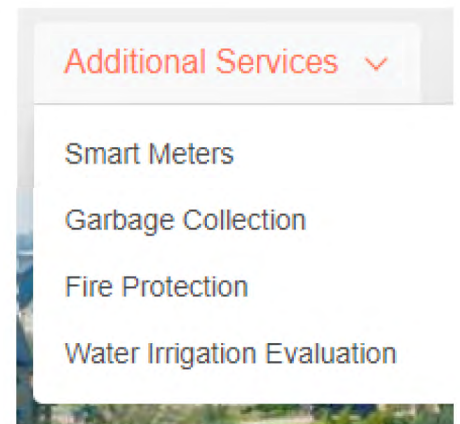 Additional Services
Smart Meters
Garbage Collection
Fire Protection
Water Irrigation Evaluation